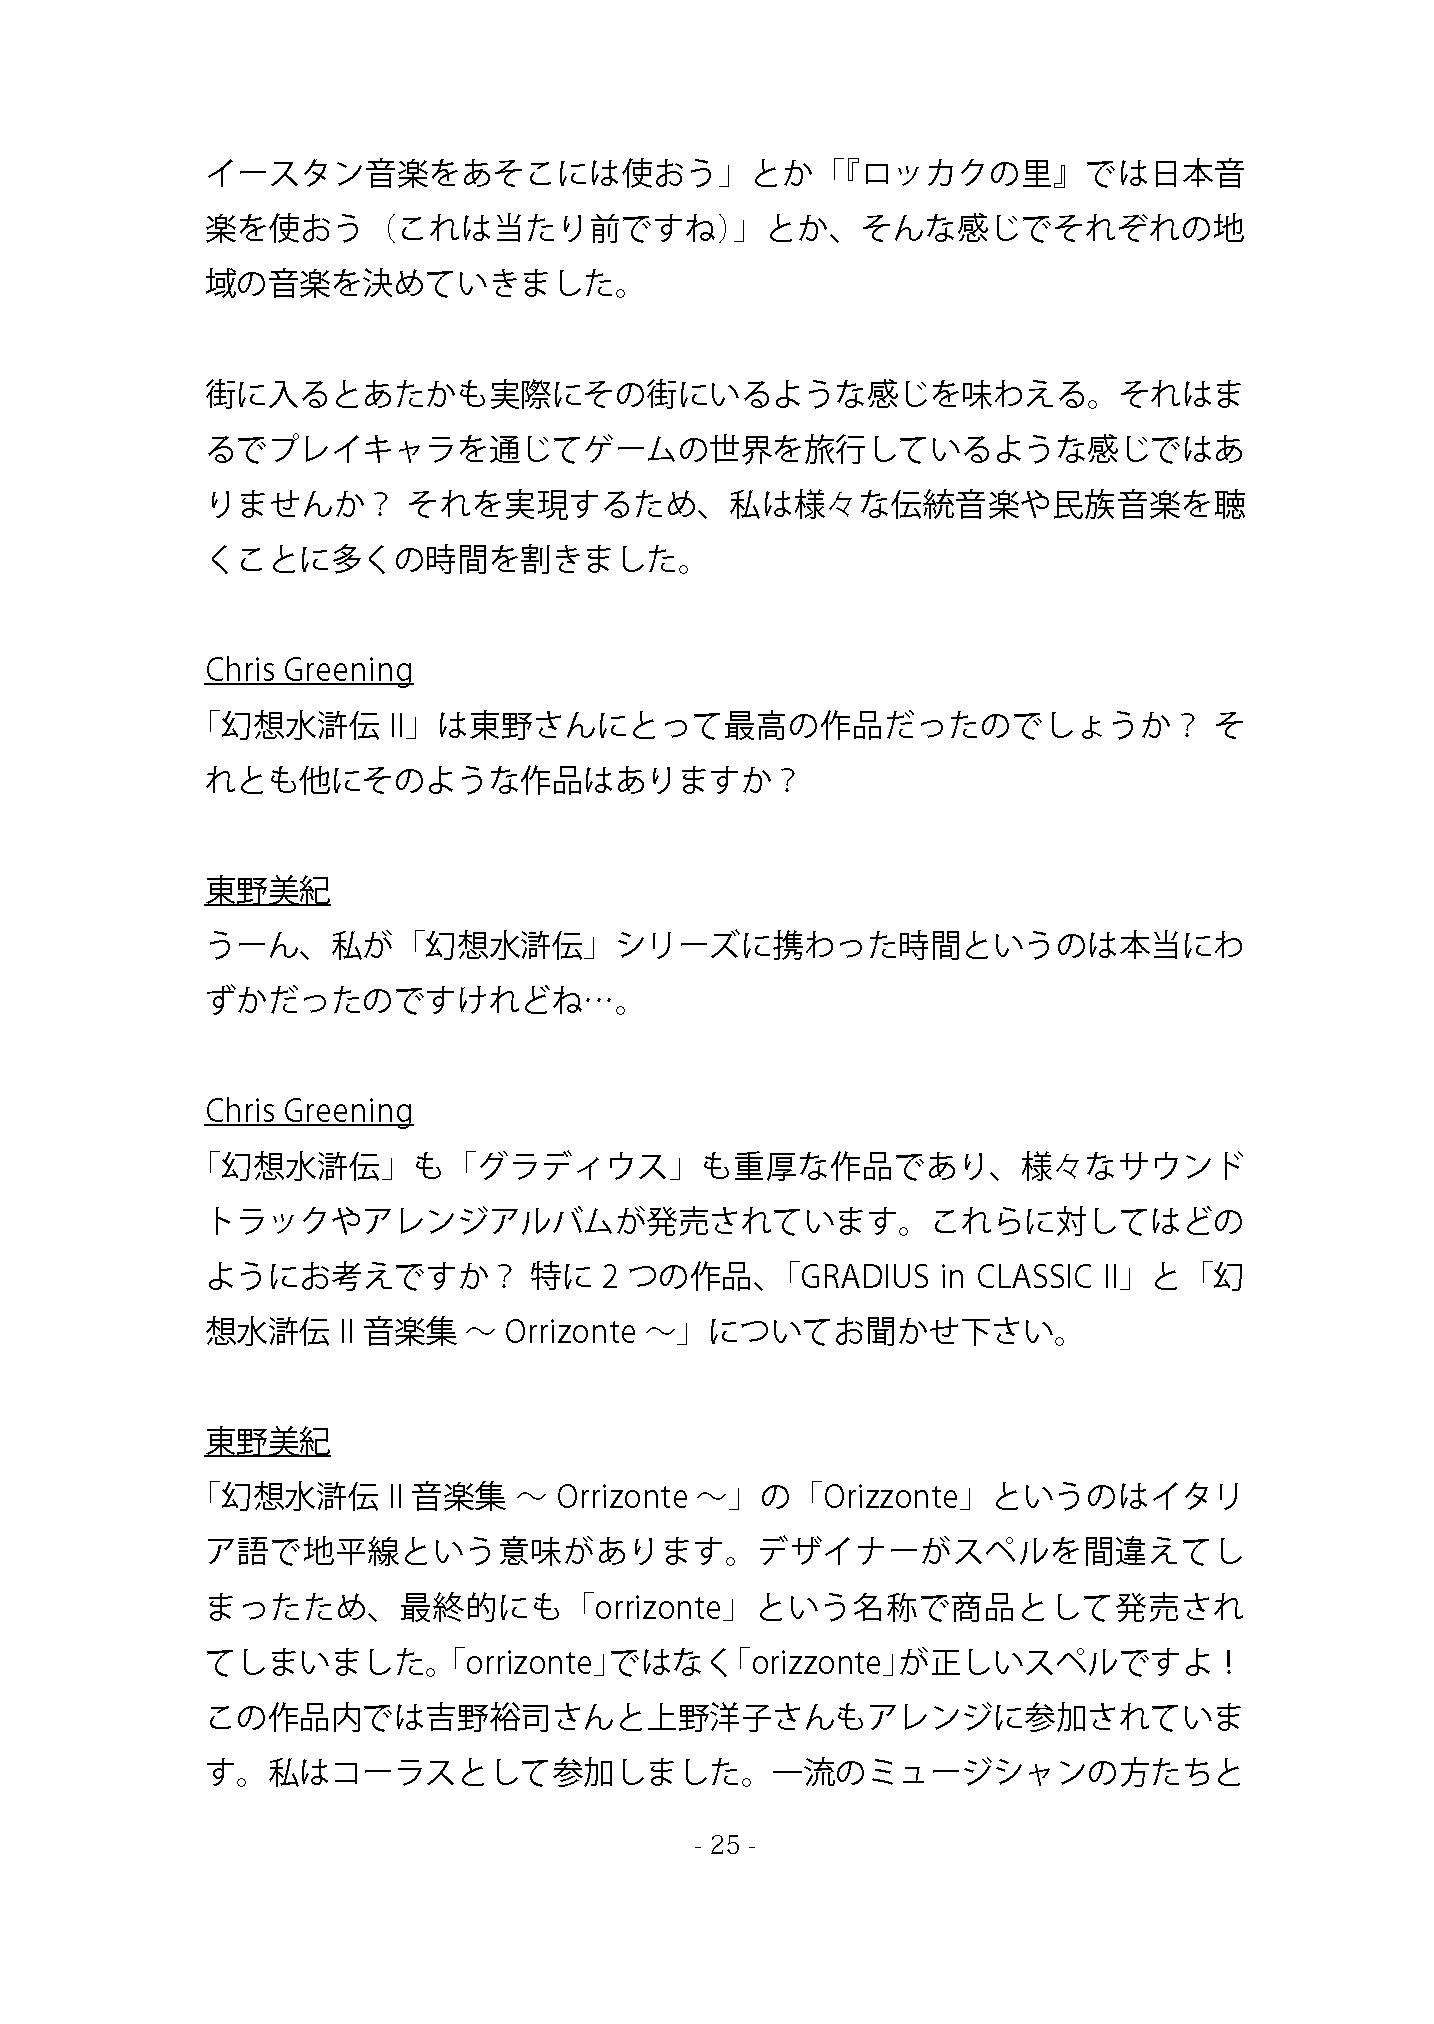 イースタン音楽をあそこには使おう」とか「『ロッカクの里』では日本音
楽を使おう（これは当たり前ですね）」とか、そんな感じでそれぞれの地
域の音楽を決めていきました。
街に入るとあたかも実際にその街にいるような感じを味わえる。それはま
るでプレイキャラを通じてゲームの世界を旅行しているような感じではあ
りませんか？ それを実現するため、私は様々な伝統音楽や民族音楽を聴
くことに多くの時間を割きました。
Chris Greening
「幻想水滸伝 II」は東野さんにとって最高の作品だったのでしょうか？ そ
れとも他にそのような作品はありますか？
東野美紀
うーん、私が「幻想水滸伝」シリーズに携わった時間というのは本当にわ
ずかだったのですけれどね…。
Chris Greening
「幻想水滸伝」も「グラディウス」も重厚な作品であり、様々なサウンド
トラックやアレンジアルバムが発売されています。これらに対してはどの
ようにお考えですか？ 特に 2 つの作品、「GRADIUS in CLASSIC II」と「幻
想水滸伝 II 音楽集 ～ Orrizonte ～」についてお聞かせ下さい。
東野美紀
「幻想水滸伝 II 音楽集 ～ Orrizonte ～」の「Orizzonte」というのはイタリ
ア語で地平線という意味があります。デザイナーがスペルを間違えてし
まったため、最終的にも「orrizonte」という名称で商品として発売され
てしまいました。「orrizonte」ではなく「orizzonte」が正しいスペルですよ！
この作品内では吉野裕司さんと上野洋子さんもアレンジに参加されていま
す。私はコーラスとして参加しました。一流のミュージシャンの方たちと
- 25 -